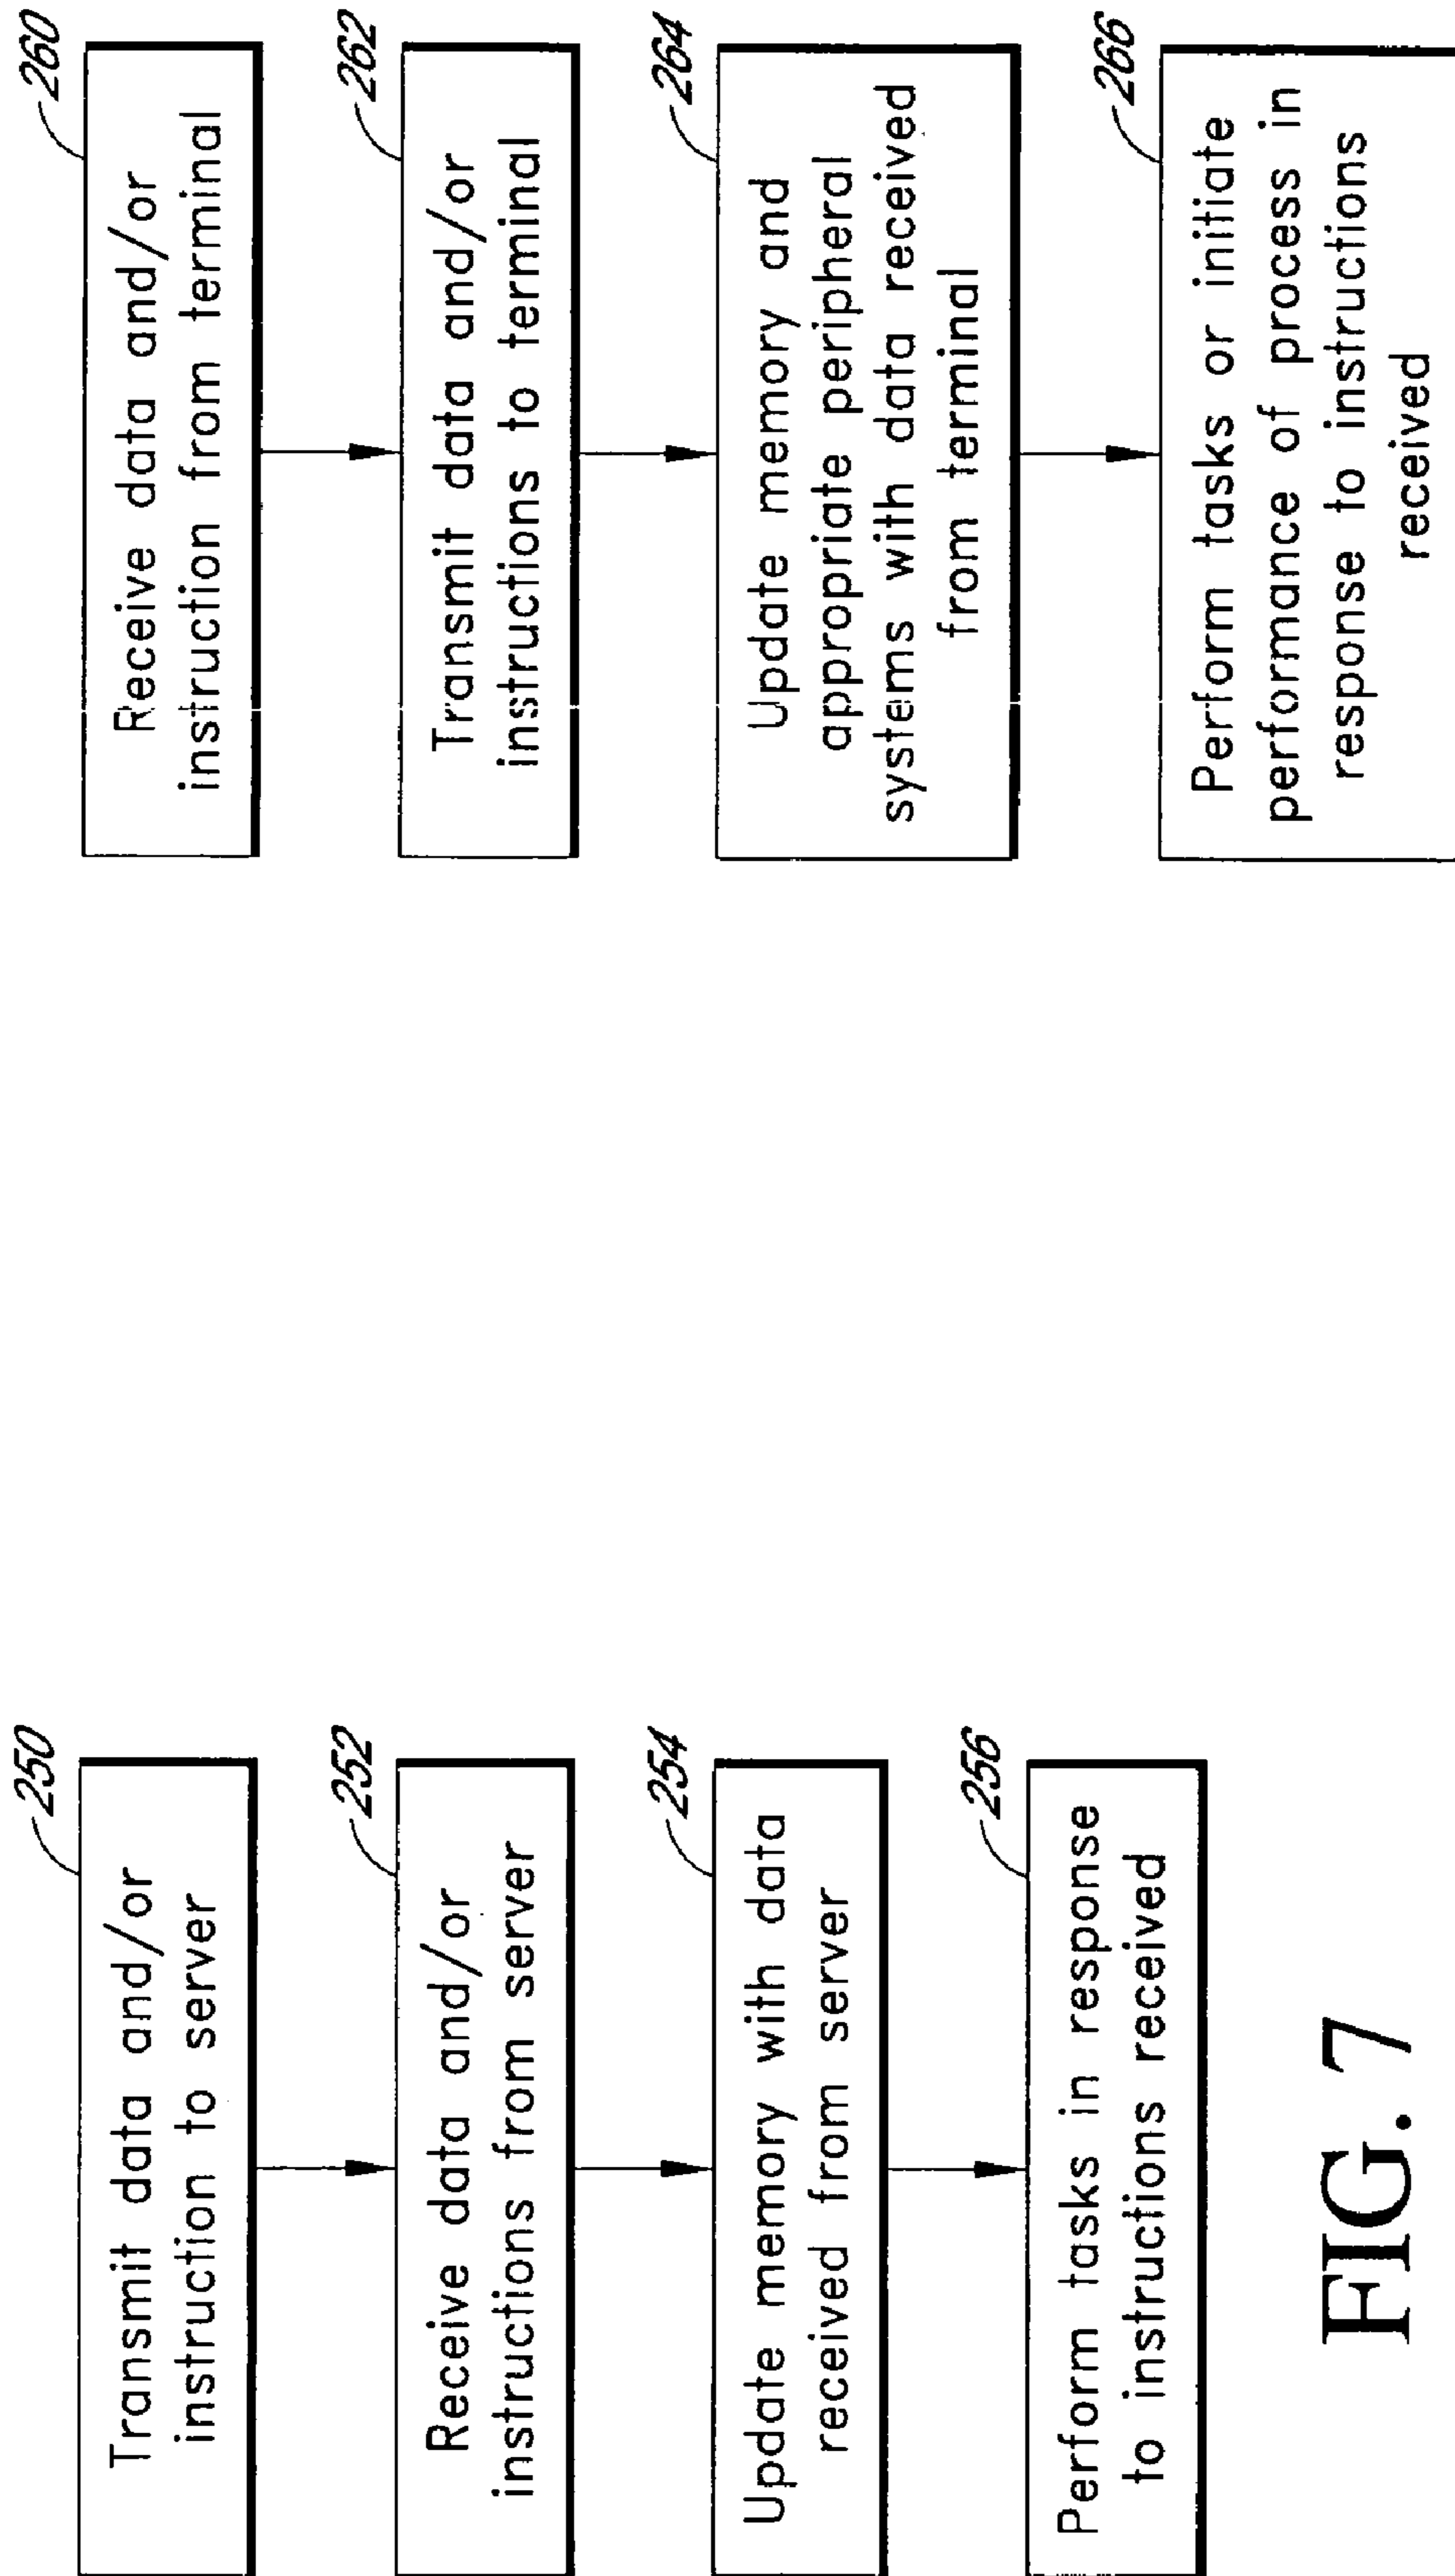 250
Transmit data and/or
instruction to server
252
Receive data and/or
instructions from server
254
Update memory with data
received from server
256
Perform tasks in response
to instructions received
FIG. 7
260
Receive data and/or
instruction from terminal
262
Transmit data and/or
instructions to terminal
264
Update memory and
appropriate peripheral
systems with data received
from terminal
266
Perform tasks or initiate
performance of process in
response to instructions
received